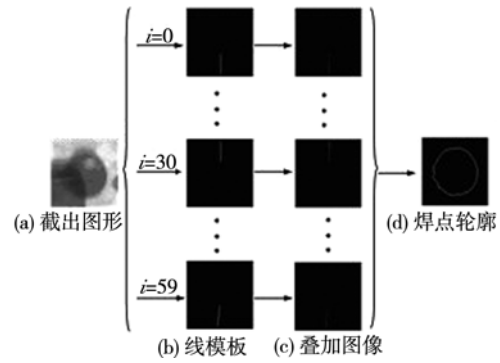 i=0
i=30
i=59
(a) 截出图形
(b) 线模板
(c) 叠加图像
(d) 焊点轮廓